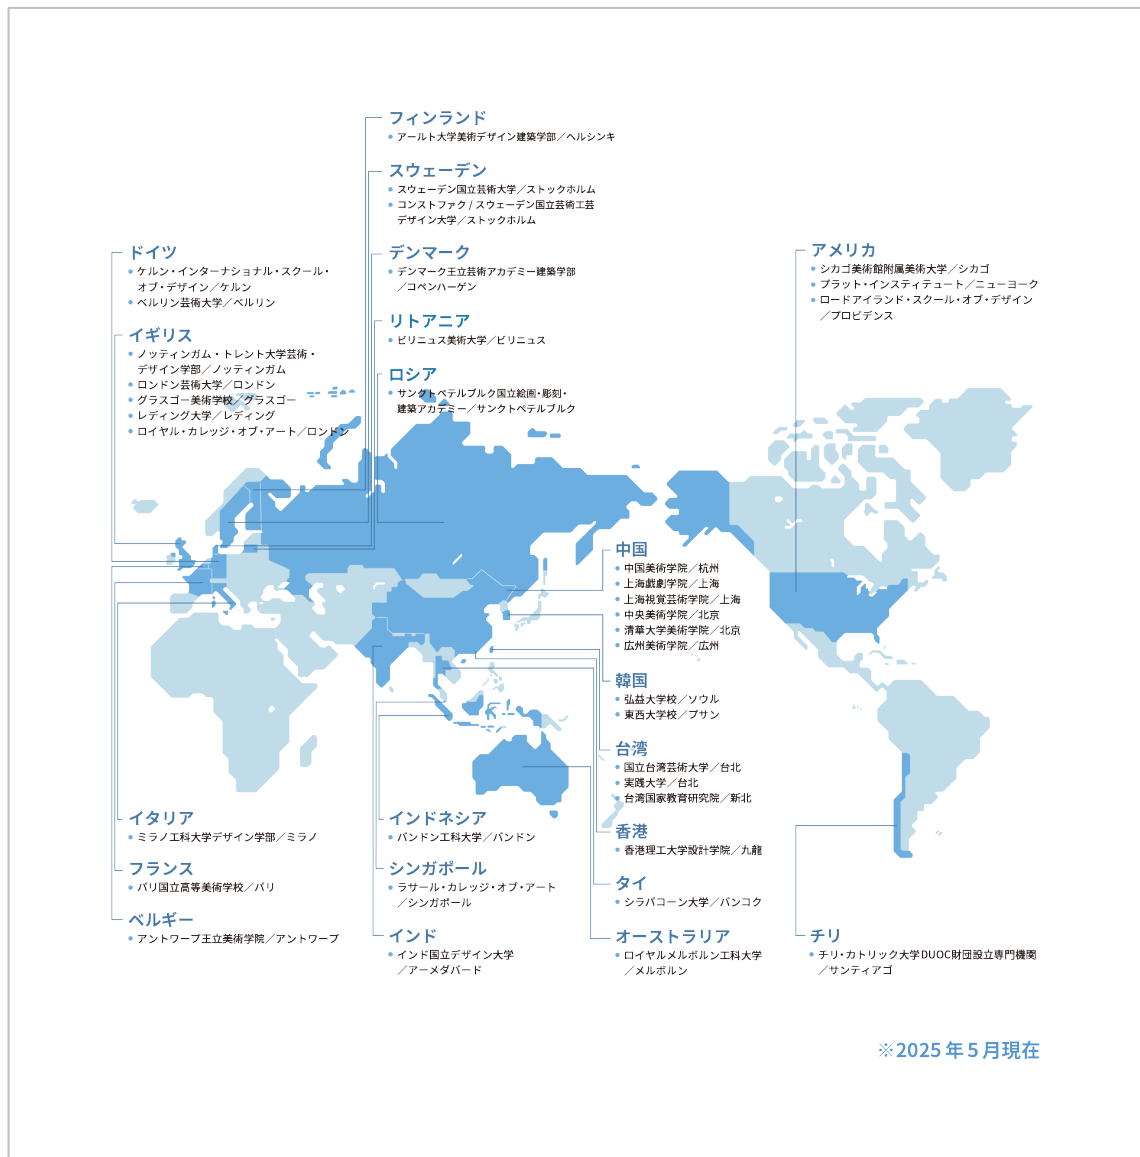 フィンランド
アールト大学美術デザイン建築学部／ヘルシンキ
スウェーデン
スウェーデン国立芸術大学／ストックホルム
コンストファク / スウェーデン国立芸術工芸
デザイン大学／ストックホルム
デンマーク
デンマーク王立芸術アカデミー建築学部
／コペンハーゲン
リトアニア
ビリニュス美術大学／ビリニュス
ロシア
サンクトペテルブルク国立絵画・彫刻・
建築アカデミー／サンクトペテルブルク
ドイツ
ケルン・インターナショナル・スクール・
オブ・デザイン／ケルン
ベルリン芸術大学／ベルリン
イギリス
ノッティンガム・トレント大学芸術・
デザイン学部／ノッティンガム
ロンドン芸術大学／ロンドン
グラスゴー美術学校／グラスゴー
レディング大学／レディング
ロイヤル・カレッジ・オブ・アート／ロンドン
アメリカ
シカゴ美術館附属美術大学／シカゴ
プラット・インスティテュート／ニューヨーク
ロードアイランド・スクール・オブ・デザイン
／プロビデンス
中国
中国美術学院／杭州
上海戯劇学院／上海
上海視覚芸術学院／上海
中央美術学院／北京
清華大学美術学院／北京
広州美術学院／広州
韓国
弘益大学校／ソウル
東西大学校／プサン
台湾
国立台湾芸術大学／台北
実践大学／台北
台湾国家教育研究院／新北
香港
香港理工大学設計学院／九龍
タイ
シラパコーン大学／バンコク
オーストラリア
ロイヤルメルボルン工科大学
／メルボルン
イタリア
ミラノ工科大学デザイン学部／ミラノ
フランス
パリ国立高等美術学校／パリ
ベルギー
アントワープ王立美術学院／アントワープ
インドネシア
バンドン工科大学／バンドン
シンガポール
ラサール・カレッジ・オブ・アート
／シンガポール
インド
インド国立デザイン大学
／アーメダバード
チリ
チリ・カトリック大学DUOC財団設立専門機関
／サンティアゴ
※2025年5月現在